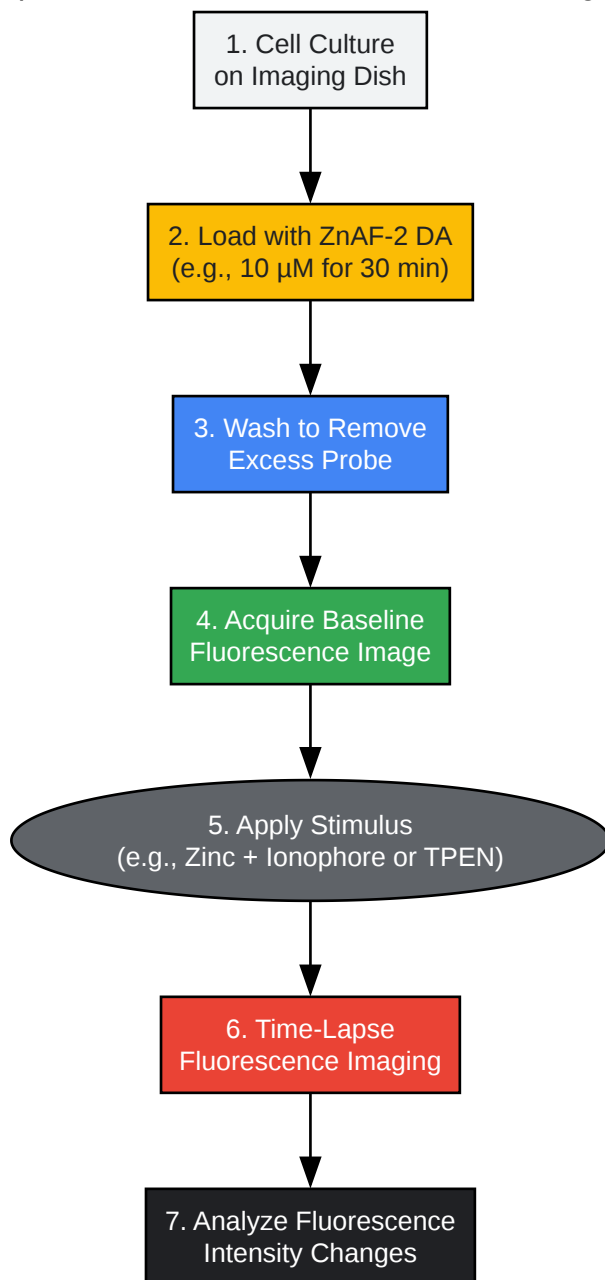 1. Cell Culture
on Imaging Dish
2. Load with ZnAF-2 DA
(e.g., 10 µM for 30 min)
3. Wash to Remove
Excess Probe
4. Acquire Baseline
Fluorescence Image
5. Apply Stimulus
(e.g., Zinc + Ionophore or TPEN)
6. Time-Lapse
Fluorescence Imaging
7. Analyze Fluorescence
Intensity Changes